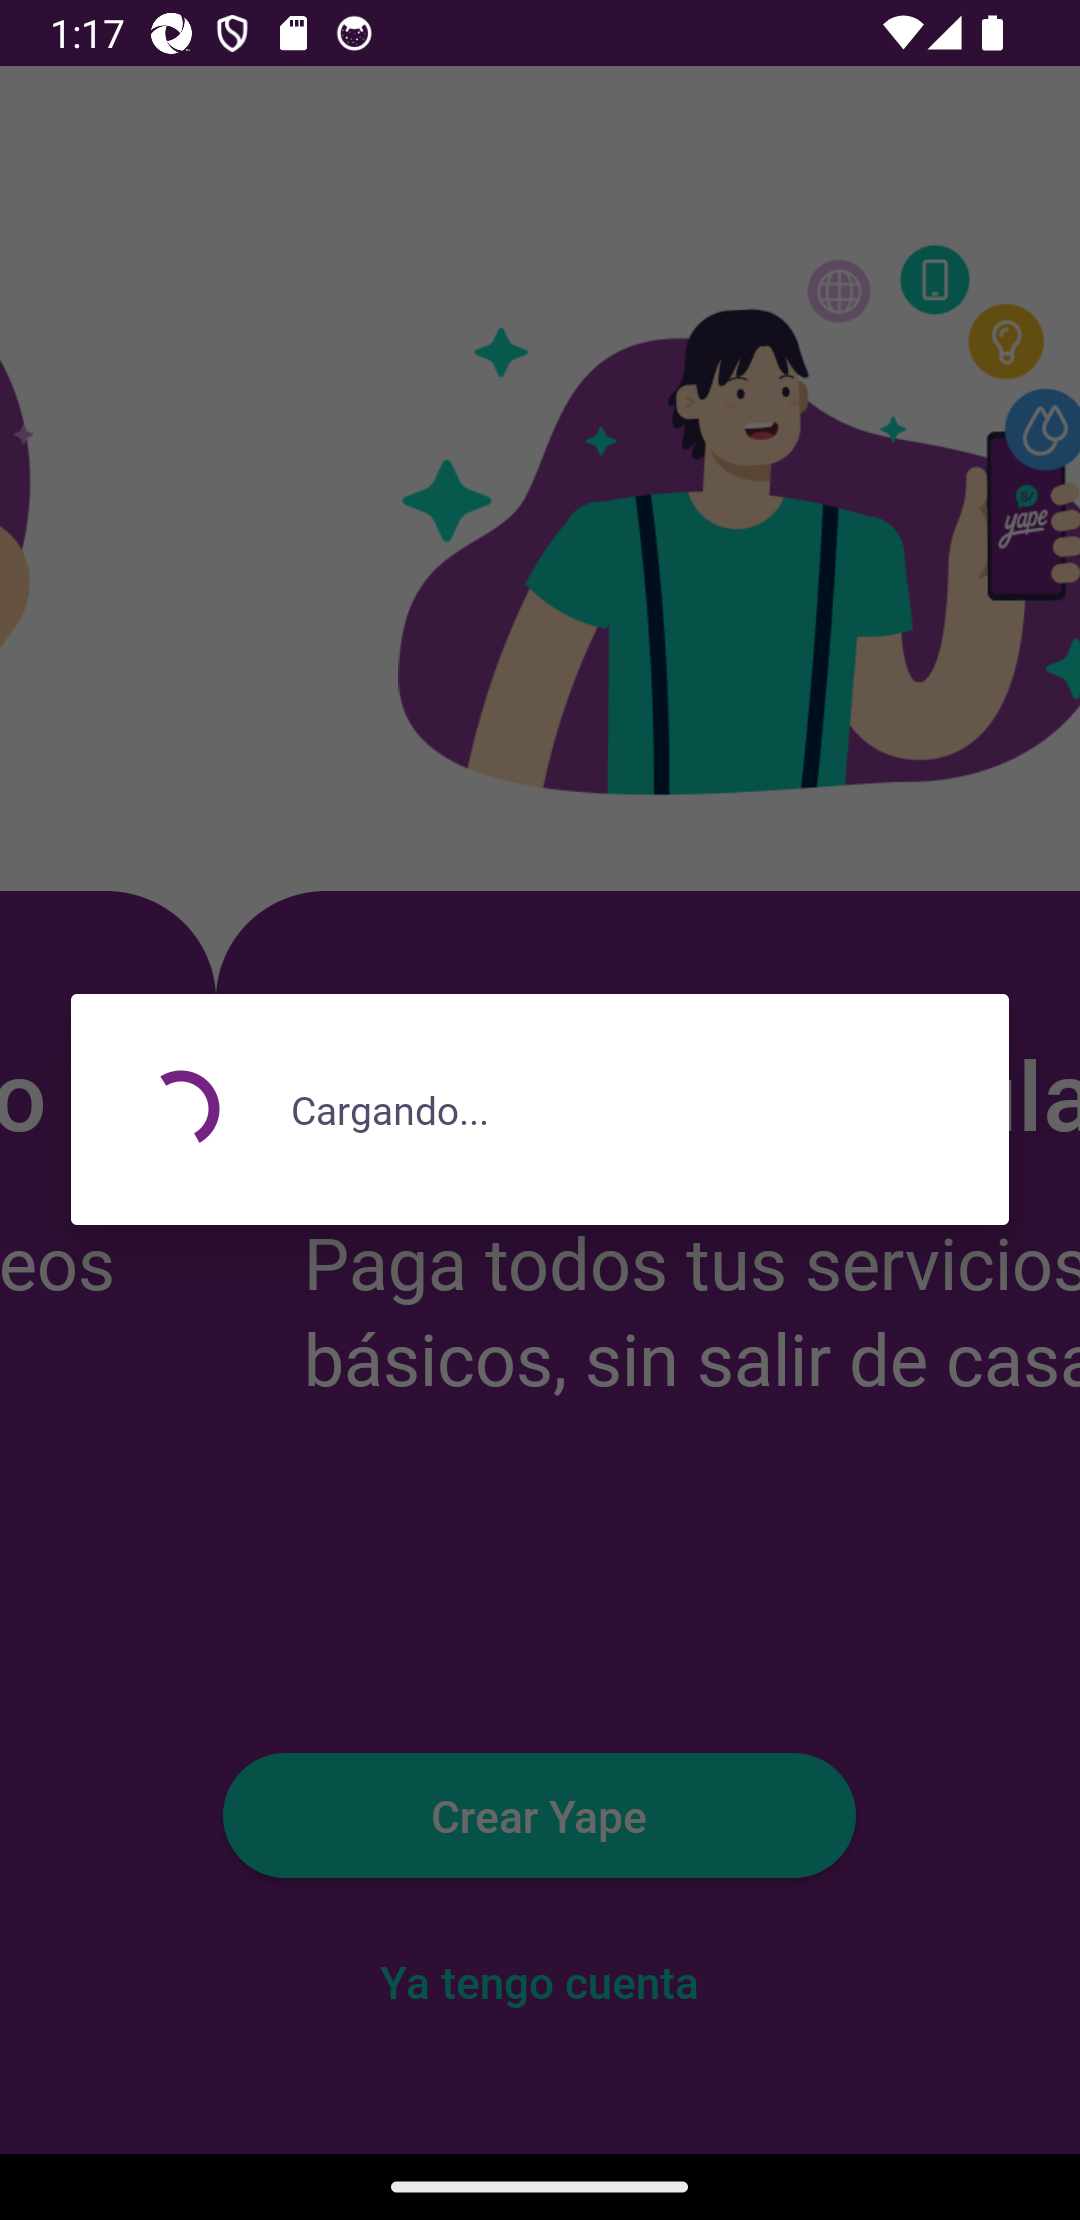 1:17
S/
yape
Cargando...
eos
Paga todos tus servicios
básicos, sin salir de casa
Crear Yape
Ya tengo cuenta